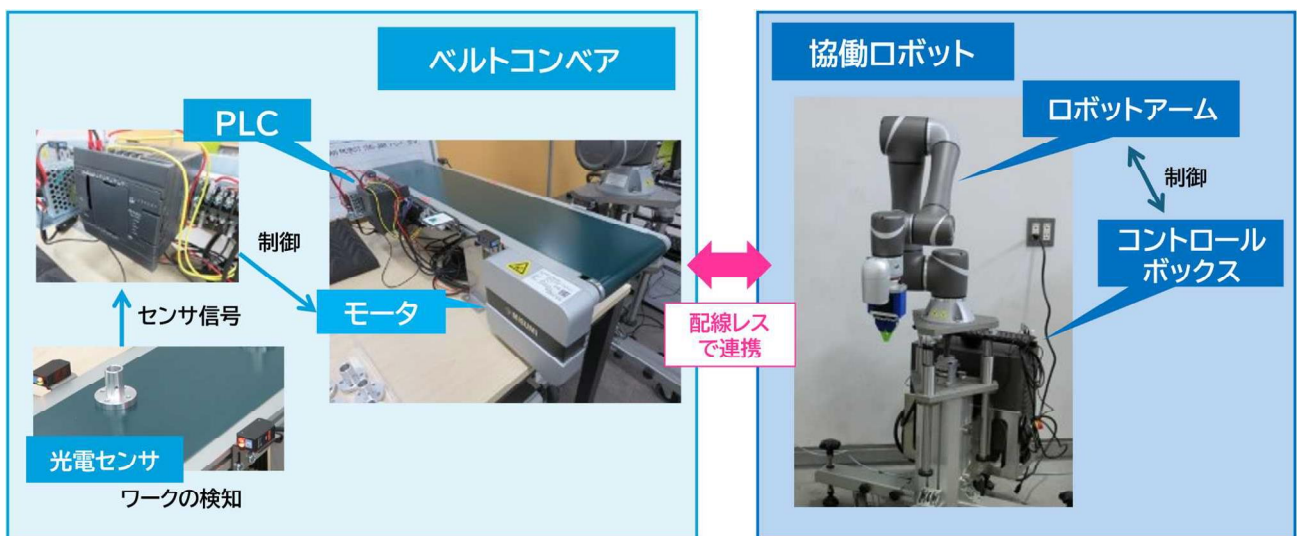 ベルトコンベア
PLC
制御
センサ信号
モータ
光電センサ
ワークの検知
配線レス
で連携
協働ロボット
ロボットアーム
制御
コントロール
ボックス